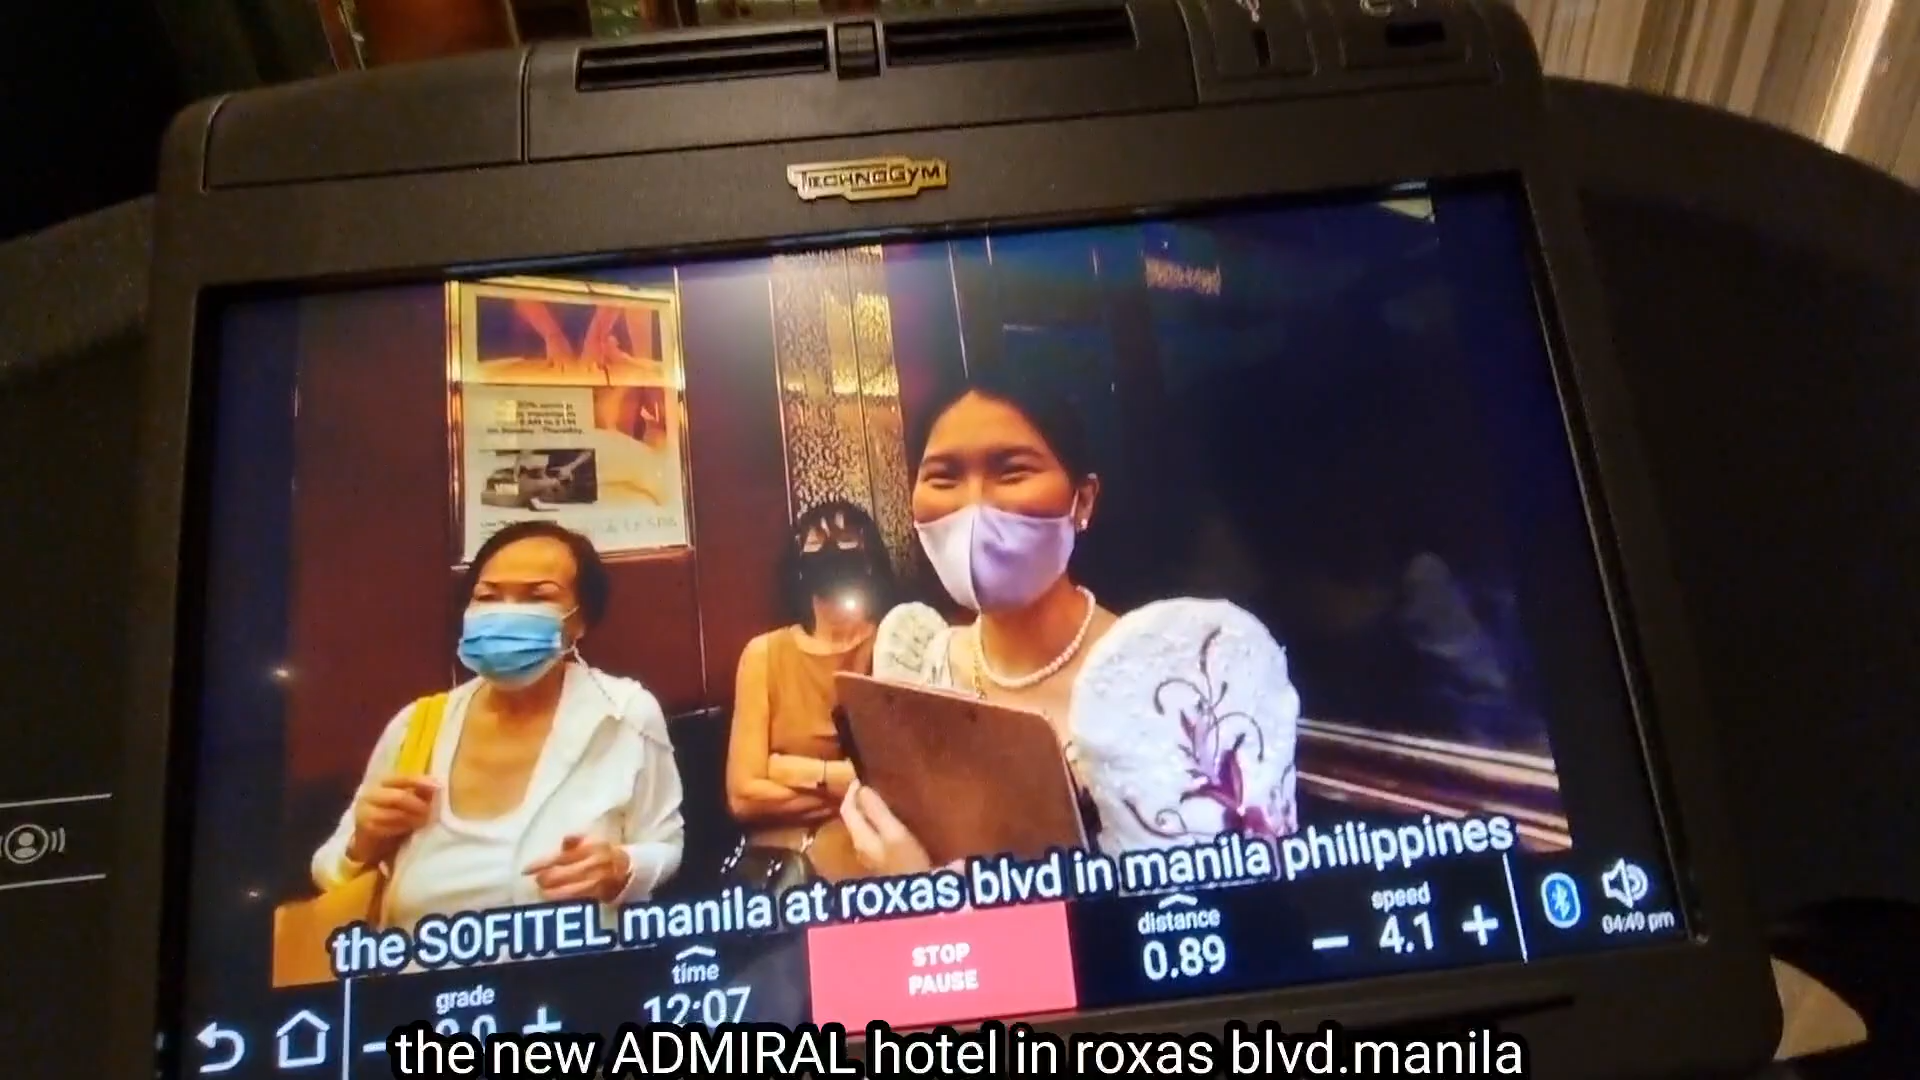 TECHNOGYM
the SOFITEL manila at roxas blvd in manila philippines
grade
time
12:07
STOP
PAUSE
distance
0.89
speed
4.1
04:49 pm
the new ADMIRAL hotel in roxas blvd.manila